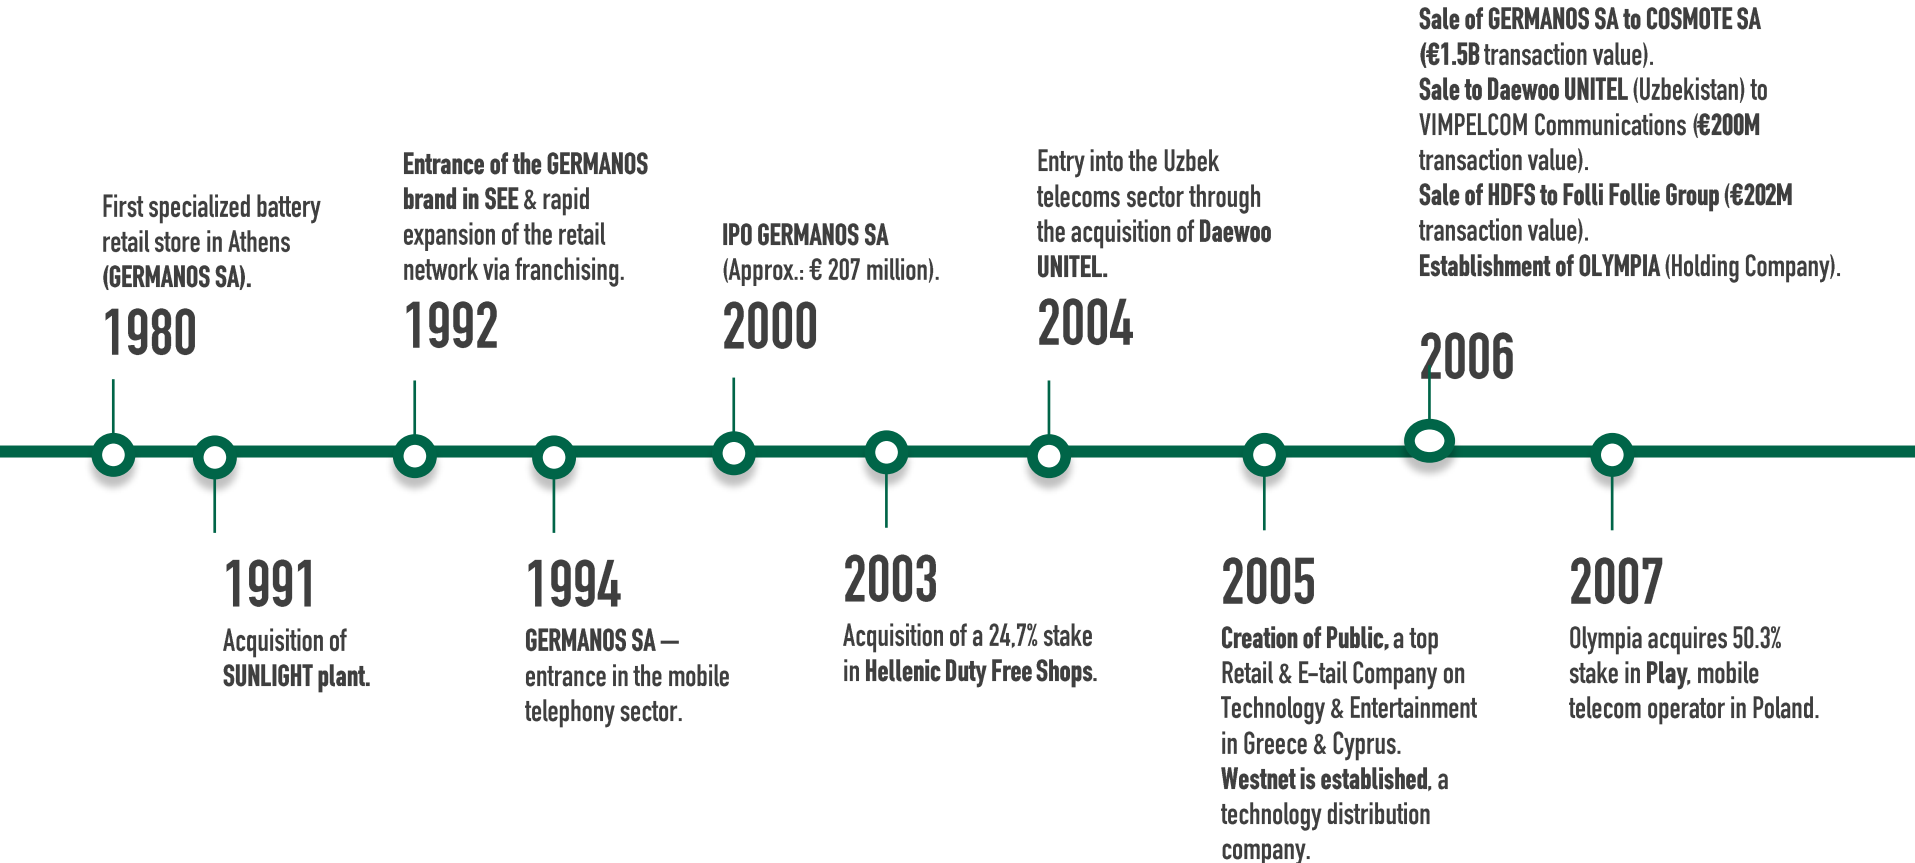 First specialized battery
retail store in Athens
(GERMANOS SA).
1980
1991
Acquisition of
SUNLIGHT plant.
Entrance of the GERMANOS
brand in SEE & rapid
expansion of the retail
network via franchising.
1992
1994
GERMANOS SA –
entrance in the mobile
telephony sector.
IPO GERMANOS SA
(Approx.: € 207 million).
2000
2003
Acquisition of a 24,7% stake
in Hellenic Duty Free Shops.
Entry into the Uzbek
telecoms sector through
the acquisition of Daewoo
UNITEL.
2004
2005
Creation of Public, a top
Retail & E-tail Company on
Technology & Entertainment
in Greece & Cyprus.
Westnet is established, a
technology distribution
company.
Sale of GERMANOS SA to COSMOTE SA
(€1.5B transaction value).
Sale to Daewoo UNITEL (Uzbekistan) to
VIMPELCOM Communications (€200M
transaction value).
Sale of HDFS to Folli Follie Group (€202M
transaction value).
Establishment of OLYMPIA (Holding Company).
2006
2007
Olympia acquires 50.3%
stake in Play, mobile
telecom operator in Poland.